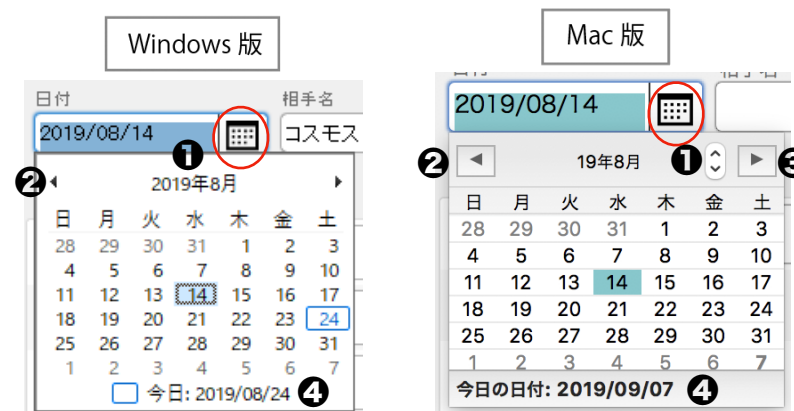 Windows 版
日付
相手名
2019/08/14
コスモス
❶
❷
2019年8月
日 月 火 水 木 金 土
28 29 30 31 1 2 3
4 5 6 7 8 9 10
11 12 13 14 15 16 17
18 19 20 21 22 23 24
25 26 27 28 29 30 31
1 2 3 4 5 6 7
今日: 2019/08/24 ❹
Mac 版
2019/08/14
❷ 19年8月 ❶ ❸
日 月 火 水 木 金 土
28 29 30 31 1 2 3
4 5 6 7 8 9 10
11 12 13 14 15 16 17
18 19 20 21 22 23 24
25 26 27 28 29 30 31
1 2 3 4 5 6 7
今日の日付: 2019/09/07 ❹